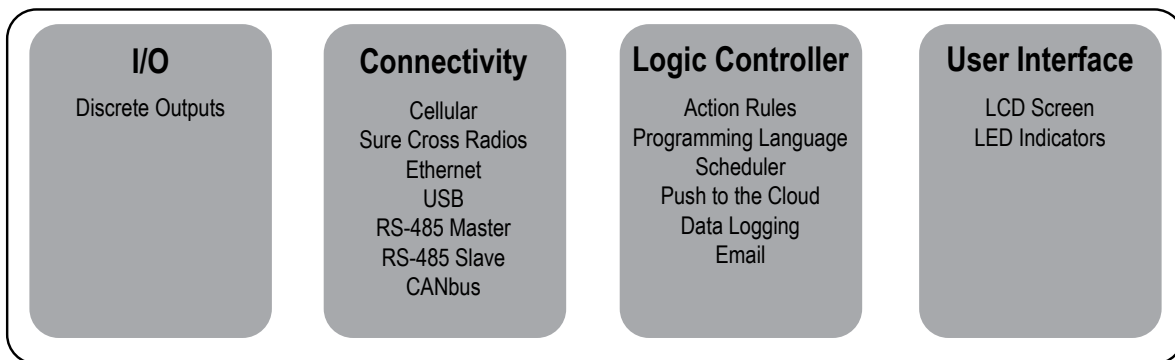 I/O
Discrete Outputs
Connectivity
Cellular
Sure Cross Radios
Ethernet
USB
RS-485 Master
RS-485 Slave
CANbus
Logic Controller
Action Rules
Programming Language
Scheduler
Push to the Cloud
Data Logging
Email
User Interface
LCD Screen
LED Indicators